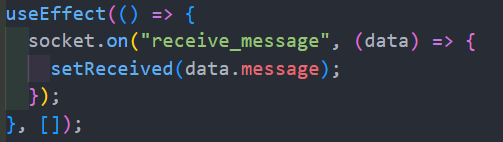 useEffect(() => {
  socket.on("receive_message", (data) => {
    setReceived(data.message);
  });
}, []);